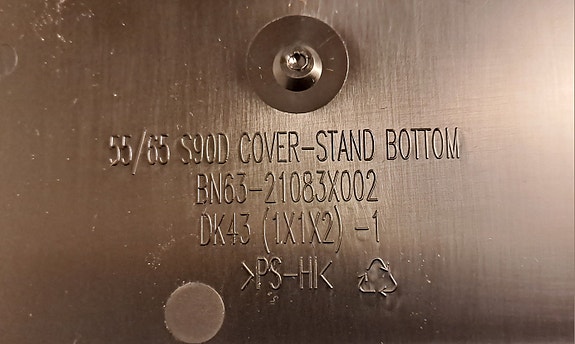 55/65 S90D COVER-STAND BOTTOM
BN63-21083X002
DK43 (1X1X2) -1
>PS-HI<